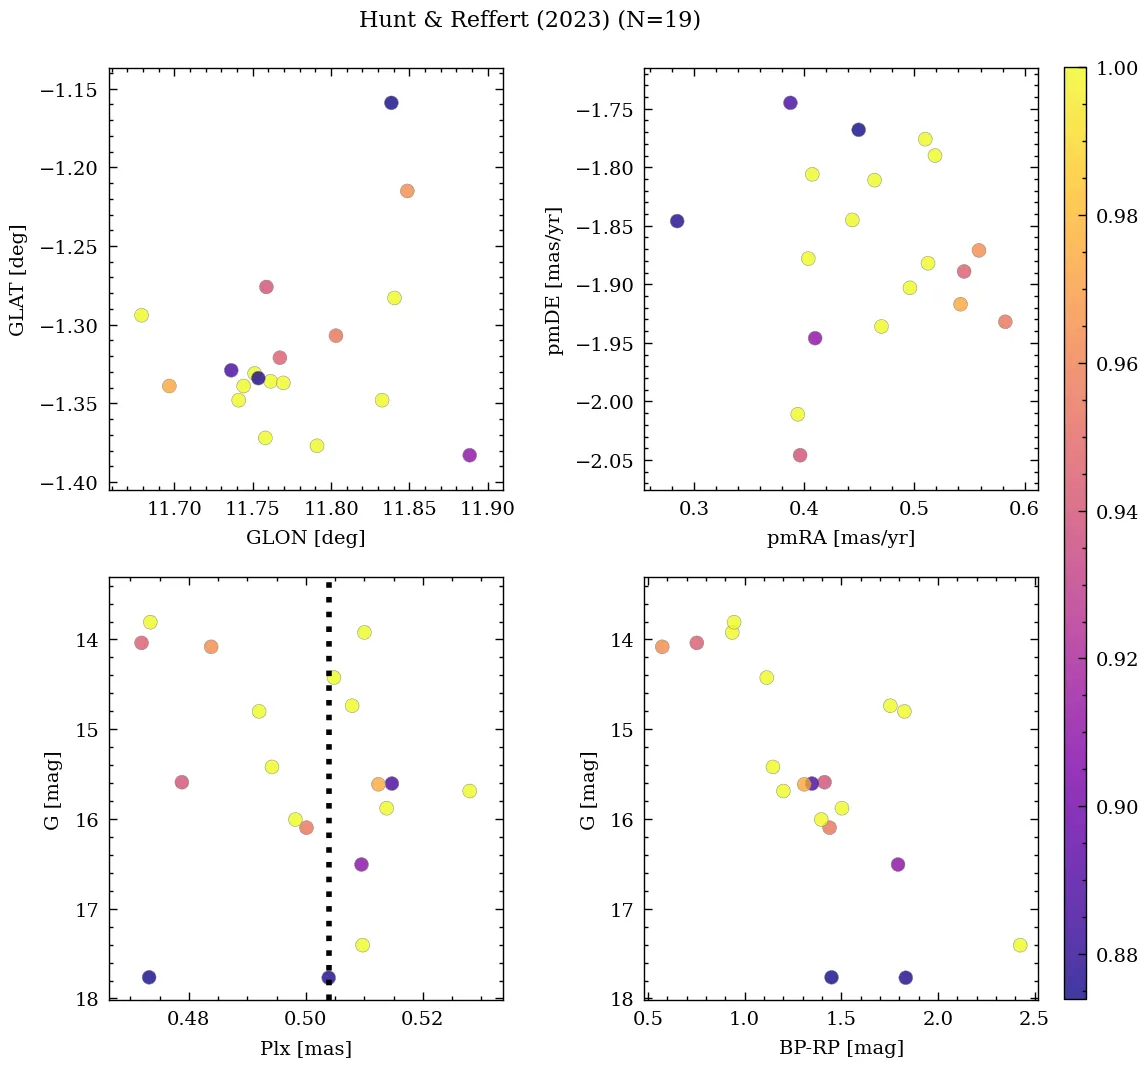 Hunt & Reffert (2023) (N=19)
−1.15
−1.20
−1.25
−1.30
−1.35
−1.40
GLAT [deg]
11.70 11.75 11.80 11.85 11.90
GLON [deg]
−1.75
−1.80
−1.85
−1.90
−1.95
−2.00
−2.05
pmDE [mas/yr]
0.3 0.4 0.5 0.6
pmRA [mas/yr]
14
15
16
17
18
G [mag]
0.48 0.50 0.52
Plx [mas]
14
15
16
17
18
G [mag]
0.5 1.0 1.5 2.0 2.5
BP-RP [mag]
1.00
0.98
0.96
0.94
0.92
0.90
0.88